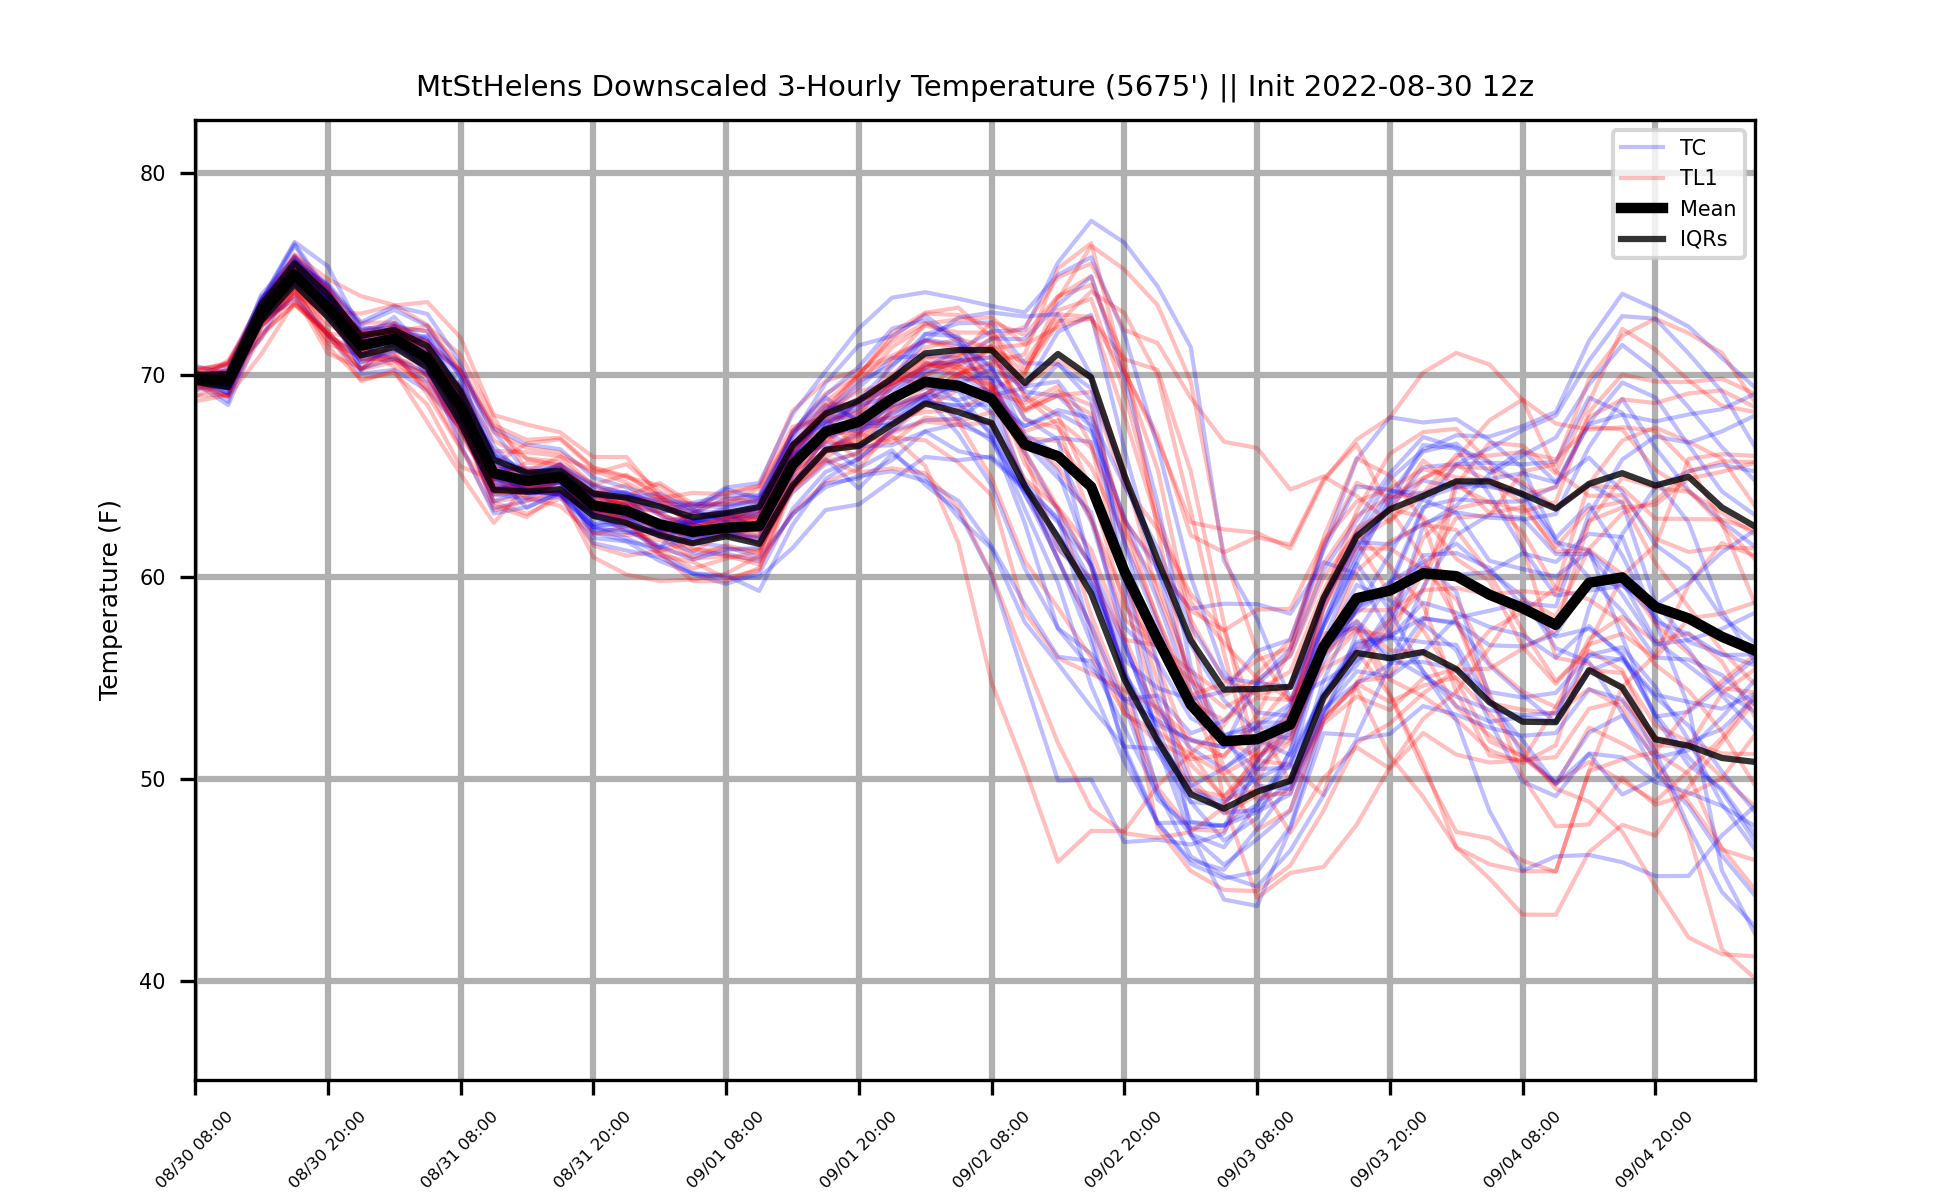 MtStHelens Downscaled 3-Hourly Temperature (5675') || Init 2022-08-30 12z
TC
TL1
Mean
IQRs
Temperature (F)
80
70
60
50
40
08/30 08:00
08/30 20:00
08/31 08:00
08/31 20:00
09/01 08:00
09/01 20:00
09/02 08:00
09/02 20:00
09/03 08:00
09/03 20:00
09/04 08:00
09/04 20:00